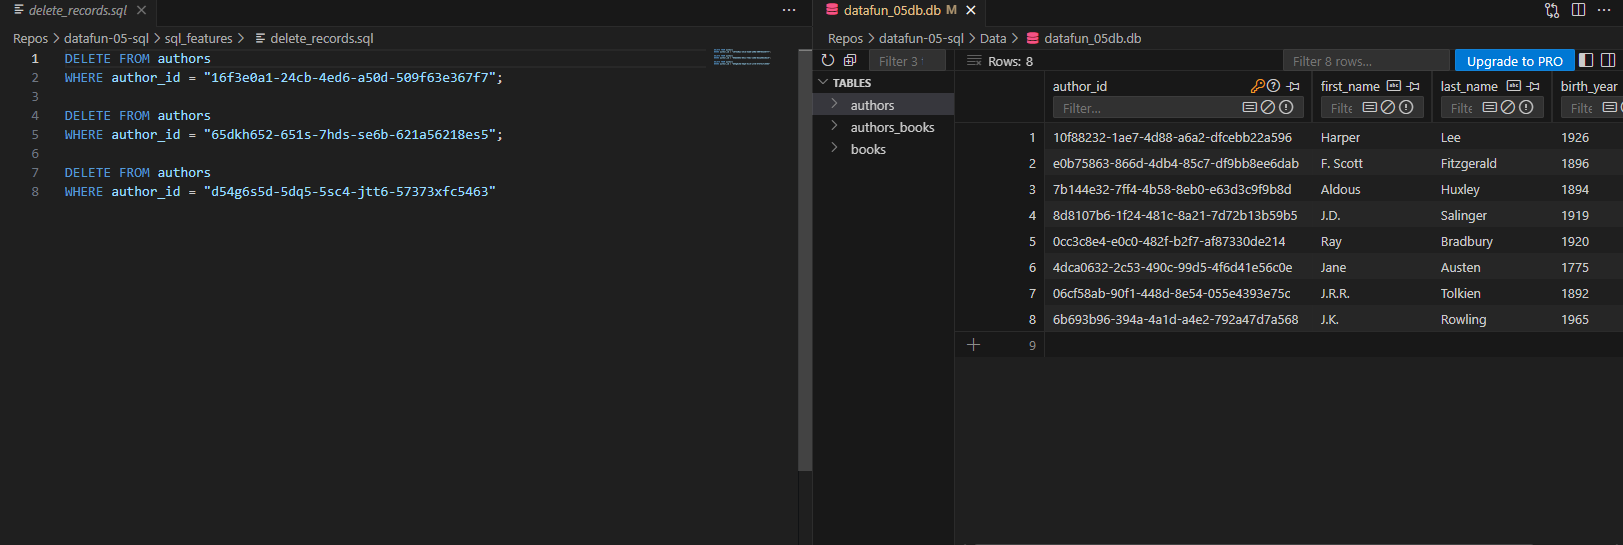 delete_records.sql
Repos > datafun-05-sql > sql_features > delete_records.sql
1 DELETE FROM authors
2 WHERE author_id = "16f3e0a1-24cb-4ed6-a50d-509f63e367f7";
3
4 DELETE FROM authors
5 WHERE author_id = "65dkh652-651s-7hds-se6b-621a56218es5";
6
7 DELETE FROM authors
8 WHERE author_id = "d54g6s5d-5dq5-5sc4-jtt6-57373xfc5463"
datafun_05db.db M
Repos > datafun-05-sql > Data > datafun_05db.db
Filter 3
Rows: 8
Filter 8 rows...
Upgrade to PRO
TABLES
authors
authors_books
books
author_id first_name last_name birth_year
Filter... Filte Filte Filte
1 10f88232-1ae7-4d88-a6a2-dfcebb22a596 Harper Lee 1926
2 e0b75863-866d-4db4-85c7-df9bb8ee6dab F. Scott Fitzgerald 1896
3 7b144e32-7ff4-4b58-8eb0-e63d3c9f9b8d Aldous Huxley 1894
4 8d8107b6-1f24-481c-8a21-7d72b13b59b5 J.D. Salinger 1919
5 0cc3c8e4-e0c0-482f-b2f7-af87330de214 Ray Bradbury 1920
6 4dca0632-2c53-490c-99d5-4f6d41e56c0e Jane Austen 1775
7 06cf58ab-90f1-448d-8e54-055e4393e75c J.R.R. Tolkien 1892
8 6b693b96-394a-4a1d-a4e2-792a47d7a568 J.K. Rowling 1965
9